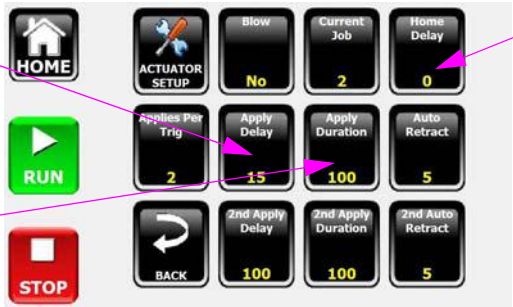 HOME
ACTUATOR
SETUP
Blow
No
Current
Job
2
Home
Delay
0
RUN
Applies Per
Trig
2
Apply
Delay
15
Apply
Duration
100
Auto
Retract
5
STOP
BACK
2nd Apply
Delay
100
2nd Apply
Duration
100
2nd Auto
Retract
5